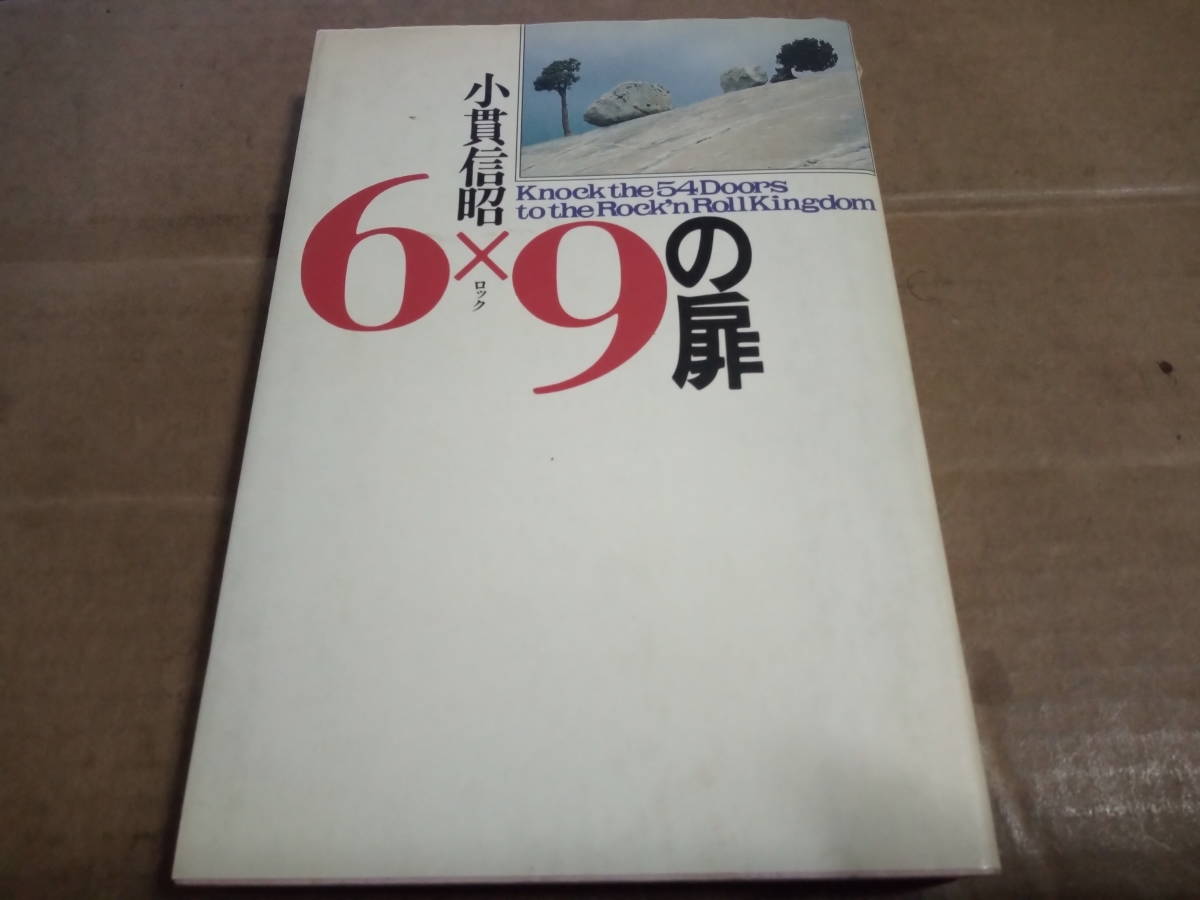 小貫信昭
Knock the 54 Doors
to the Rock'n Roll Kingdom
6×9の扉
ロック